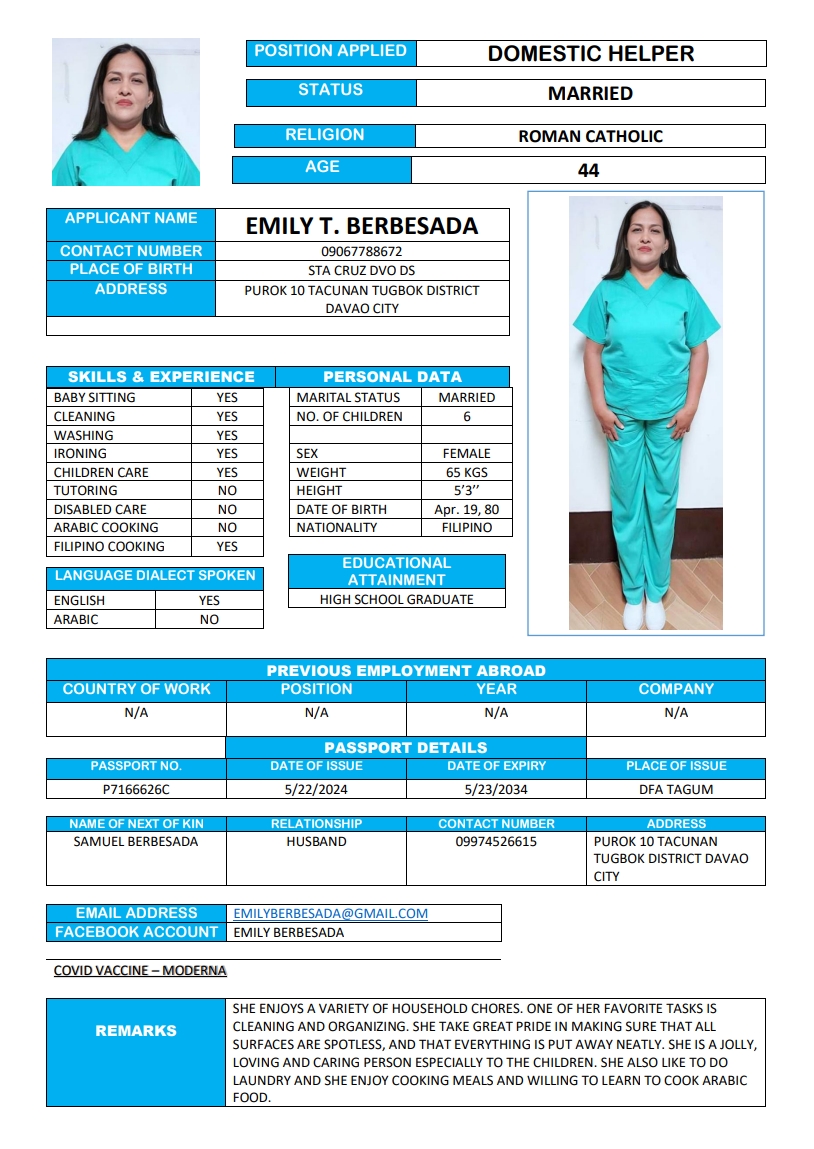 POSITION APPLIED DOMESTIC HELPER
STATUS MARRIED
RELIGION ROMAN CATHOLIC
AGE 44
APPLICANT NAME EMILY T. BERBESADA
CONTACT NUMBER 09067788672
PLACE OF BIRTH STA CRUZ DVO DS
ADDRESS PUROK 10 TACUNAN TUGBOK DISTRICT
DAVAO CITY
SKILLS & EXPERIENCE
BABY SITTING YES
CLEANING YES
WASHING YES
IRONING YES
CHILDREN CARE YES
TUTORING NO
DISABLED CARE NO
ARABIC COOKING NO
FILIPINO COOKING YES
LANGUAGE DIALECT SPOKEN
ENGLISH YES
ARABIC NO
PERSONAL DATA
MARITAL STATUS MARRIED
NO. OF CHILDREN 6
SEX FEMALE
WEIGHT 65 KGS
HEIGHT 5’3’’
DATE OF BIRTH Apr. 19, 80
NATIONALITY FILIPINO
EDUCATIONAL
ATTAINMENT
HIGH SCHOOL GRADUATE
PREVIOUS EMPLOYMENT ABROAD
COUNTRY OF WORK POSITION YEAR COMPANY
N/A N/A N/A N/A
PASSPORT DETAILS
PASSPORT NO. DATE OF ISSUE DATE OF EXPIRY PLACE OF ISSUE
P7166626C 5/22/2024 5/23/2034 DFA TAGUM
NAME OF NEXT OF KIN RELATIONSHIP CONTACT NUMBER ADDRESS
SAMUEL BERBESADA HUSBAND 09974526615 PUROK 10 TACUNAN
TUGBOK DISTRICT DAVAO
CITY
EMAIL ADDRESS EMILYBERBESADA@GMAIL.COM
FACEBOOK ACCOUNT EMILY BERBESADA
COVID VACCINE – MODERNA
REMARKS
SHE ENJOYS A VARIETY OF HOUSEHOLD CHORES. ONE OF HER FAVORITE TASKS IS
CLEANING AND ORGANIZING. SHE TAKE GREAT PRIDE IN MAKING SURE THAT ALL
SURFACES ARE SPOTLESS, AND THAT EVERYTHING IS PUT AWAY NEATLY. SHE IS A JOLLY,
LOVING AND CARING PERSON ESPECIALLY TO THE CHILDREN. SHE ALSO LIKE TO DO
LAUNDRY AND SHE ENJOY COOKING MEALS AND WILLING TO LEARN TO COOK ARABIC
FOOD.